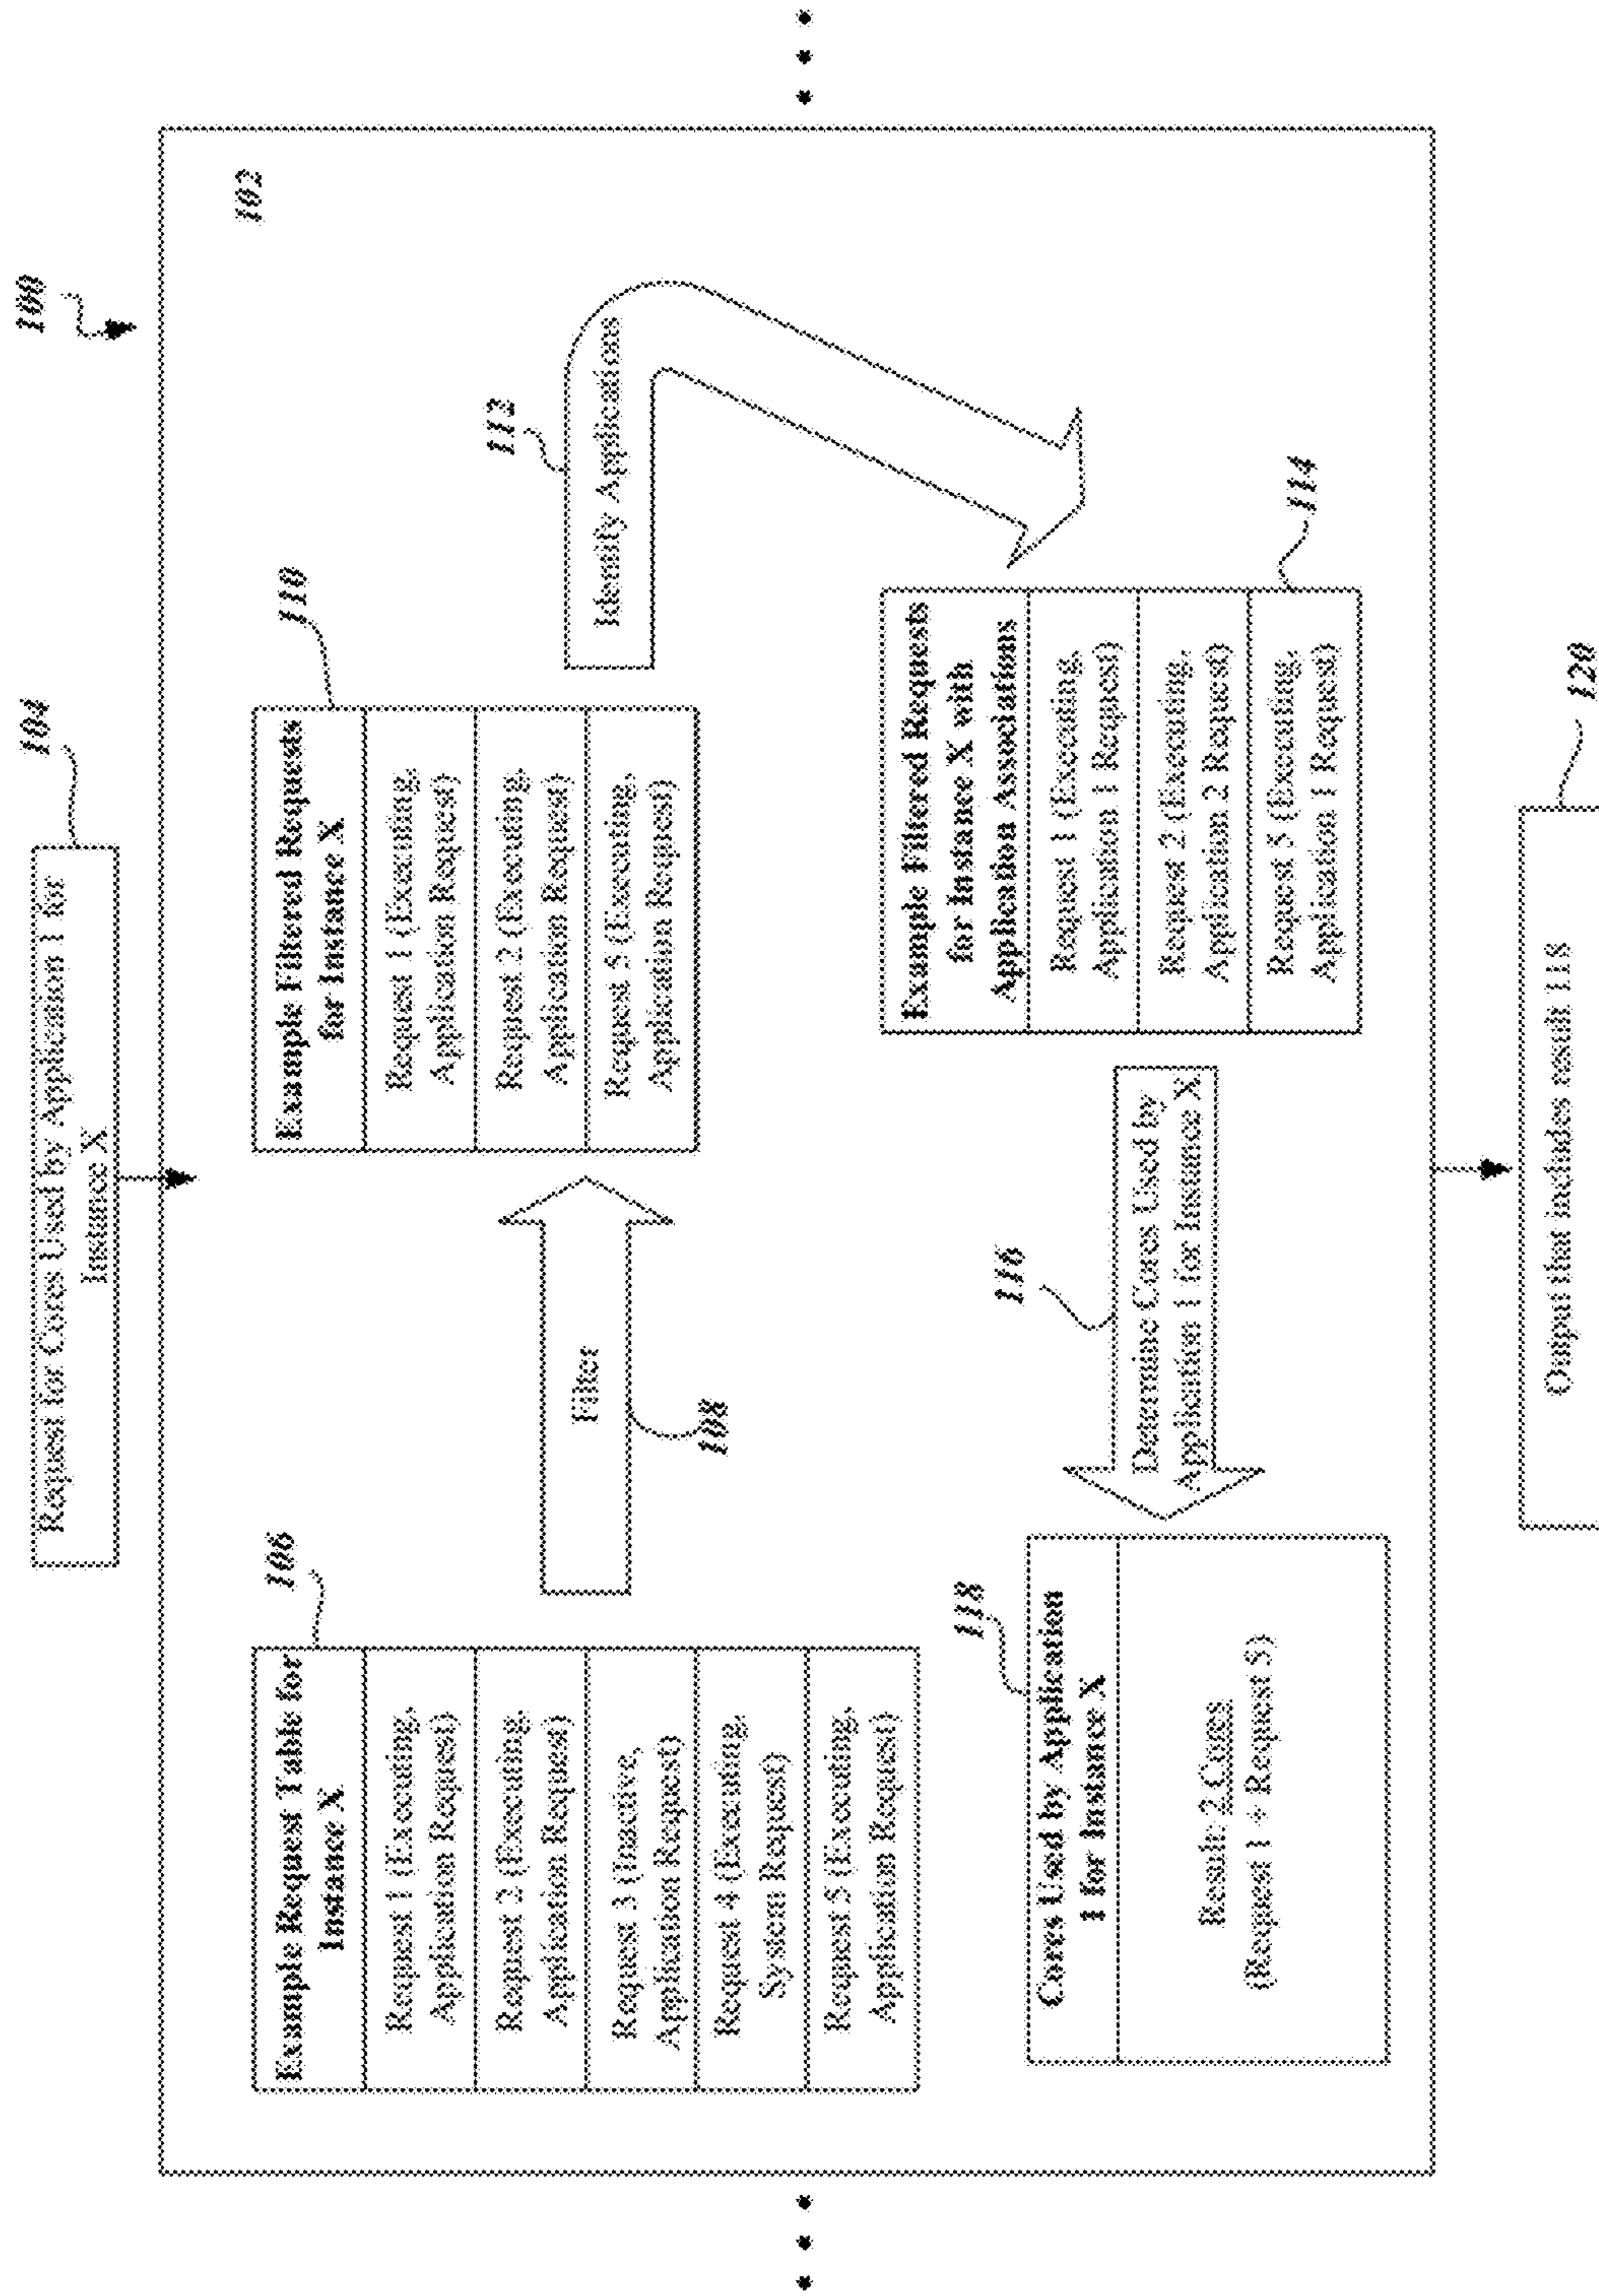 100
104
Request for Cores Used by Application 1 for
Instance X
102
106
Example Request Table for
Instance X
Request 1 (Executing,
Application Request)
Request 2 (Executing,
Application Request)
Request 3 (Inactive,
Application Request)
Request 4 (Executing,
System Request)
Request 5 (Executing,
Application Request)
Filter
108
110
Example Filtered Requests
for Instance X
Request 1 (Executing,
Application Request)
Request 2 (Executing,
Application Request)
Request 5 (Executing,
Application Request)
112
Identify Applications
114
Example Filtered Requests
for Instance X with
Application Associations
Request 1 (Executing,
Application 1 Request)
Request 2 (Executing,
Application 2 Request)
Request 5 (Executing,
Application 1 Request)
116
Determine Cores Used by
Application 1 for Instance X
118
Cores Used by Application
1 for Instance X
Result: 2 Cores
(Request 1 + Request 5)
120
Output that includes result 118